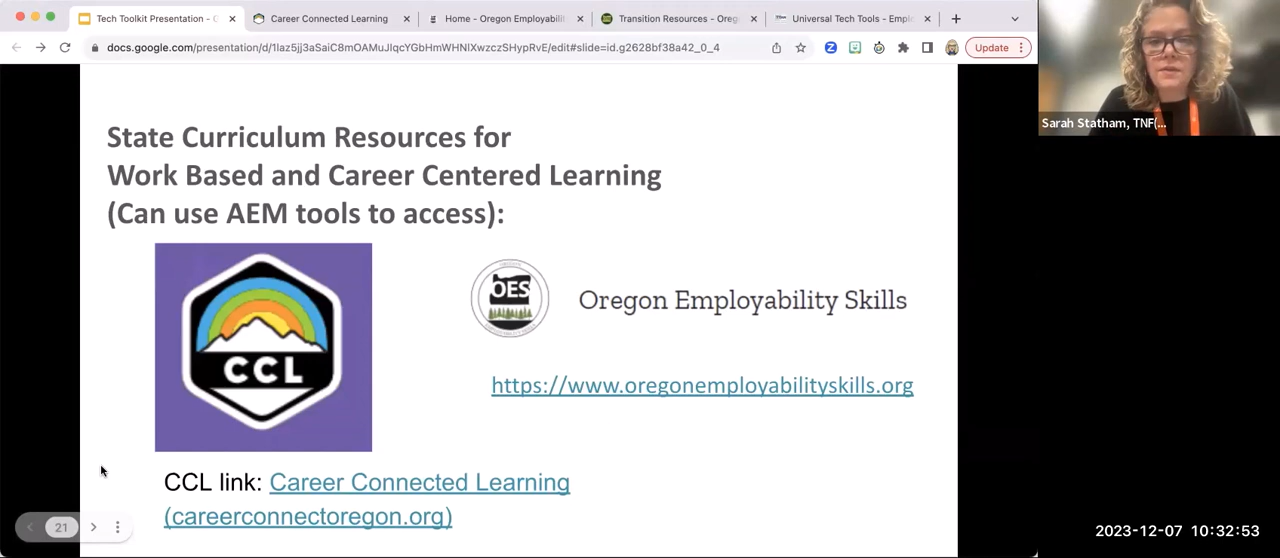 Tech Toolkit Presentation - G
Career Connected Learning
Home - Oregon Employabilit
Transition Resources - Oreg
Universal Tech Tools - Emple
docs.google.com/presentation/d/1laz5jj3aSaiC8mOAMuJlqcYGbHmWHNlXwzczSHypRvE/edit#slide=id.g2628bf38a42_0_4
Update
Sarah Statham, TNF(...
State Curriculum Resources for
Work Based and Career Centered Learning
(Can use AEM tools to access):
CCL
OES
Oregon Employability Skills
https://www.oregonemployabilityskills.org
CCL link: Career Connected Learning
(careerconnectoregon.org)
21
2023-12-07 10:32:53